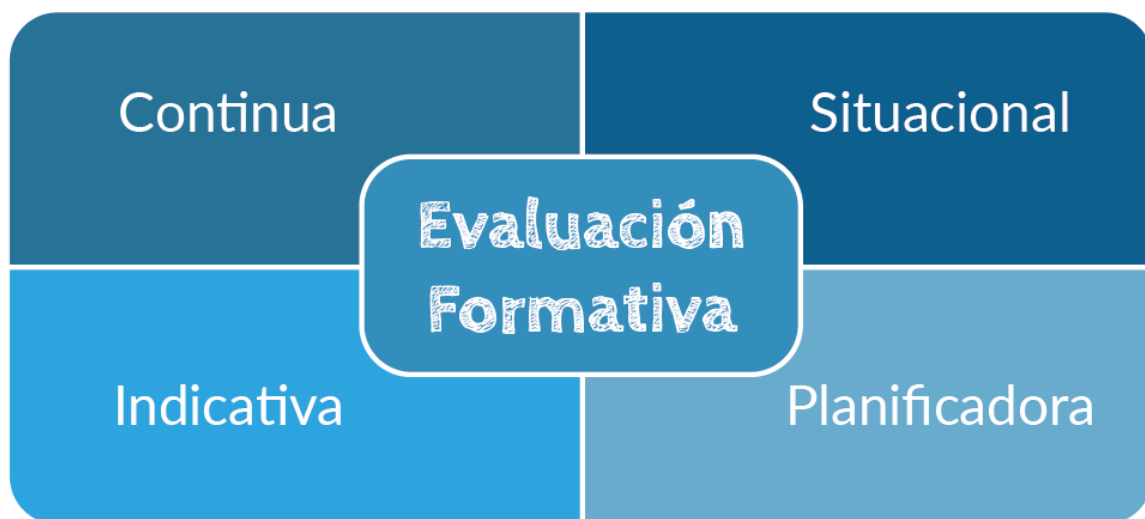 Continua
Situacional
Evaluación
Formativa
Indicativa
Planificadora